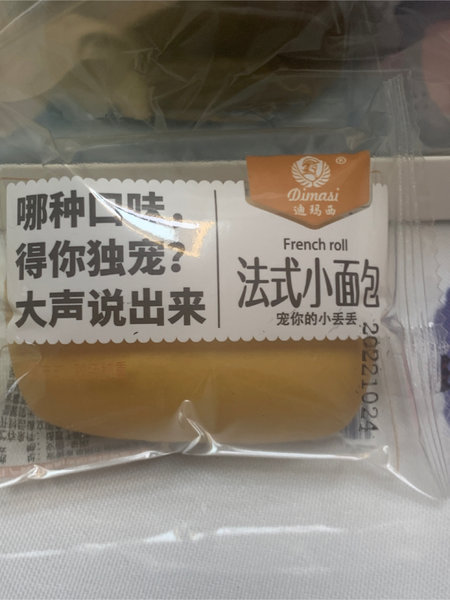 Dimasi
®
迪玛西
哪种口味,
得你独宠?
大声说出来
French roll
法式小面包
宠你的小丢丢
20221024